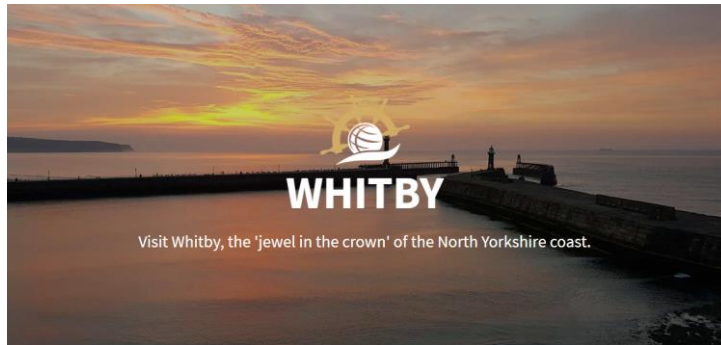 WHITBY
Visit Whitby, the 'jewel in the crown' of the North Yorkshire coast.